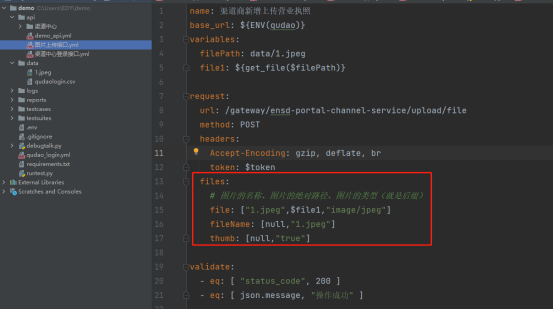 demo C:\Users\EDY\demo
api
渠道中心
demo_api.yml
图片上传接口.yml
渠道中心登录接口.yml
data
1.jpeg
qudaologin.csv
logs
reports
testcases
testsuites
.env
.gitignore
debugtalk.py
qudao_login.yml
requirements.txt
runtest.py
External Libraries
Scratches and Consoles
1 name: 渠道商新增上传营业执照
2 base_url: ${ENV(qudao)}
3 variables:
4 filePath: data/1.jpeg
5 file1: ${get_file($filePath)}
6
7 request:
8 url: /gateway/ensd-portal-channel-service/upload/file
9 method: POST
10 headers:
11 Accept-Encoding: gzip, deflate, br
12 token: $token
13 files:
14 # 图片的名称，图片的绝对路径，图片的类型（就是后缀）
15 file: ["1.jpeg",$file1,"image/jpeg"]
16 fileName: [null,"1.jpeg"]
17 thumb: [null,"true"]
18
19 validate:
20 - eq: [ "status_code", 200 ]
21 - eq: [ json.message, "操作成功" ]
22